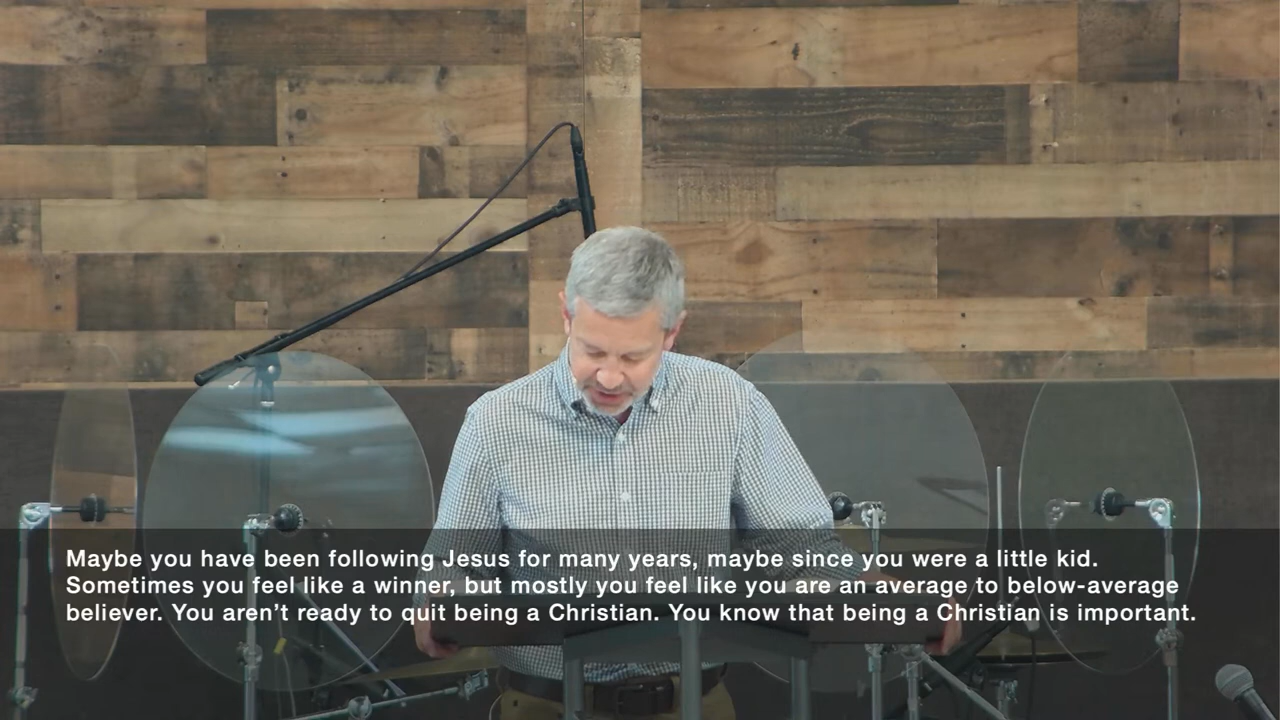 Maybe you have been following Jesus for many years, maybe since you were a little kid.
Sometimes you feel like a winner, but mostly you feel like you are an average to below-average
believer. You aren’t ready to quit being a Christian. You know that being a Christian is important.